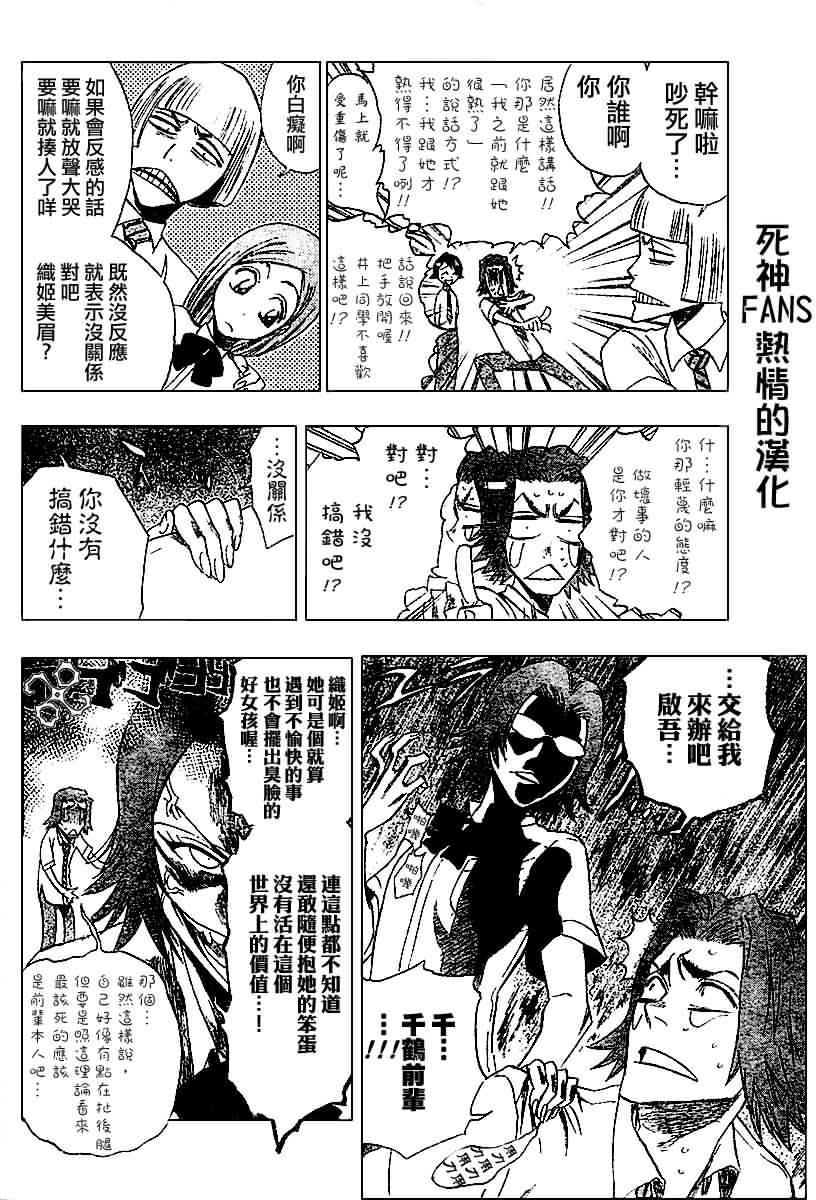 死神
FANS
熱情的漢化
幹嘛啦
吵死了…
你誰啊
你
居然這樣講話!!
你那是什麼
「我之前就跟她
很熟了」
的說話方式!?
我…我跟她才
熟得不得了咧!!
馬上就
受重傷了呢…
話說回來!!
把手放開喔
井上同學不喜歡
這樣吧!?
你白癡啊
如果會反感的話
要嘛就放聲大哭
要嘛就揍人了咩
既然沒反應
就表示沒關係
對吧
織姬美眉?
什…什麼嘛
你那輕蔑的態度!?
做壞事的人
是你才對吧!?
對…
對吧!?
我沒
搞錯吧!?
…沒關係
你沒有
搞錯什麼…
…交給我
來辦吧
啟吾…
啪嘰
啪嘰
千…
千鶴前輩
…!!!
用力
用力
織姬啊…
她可是個就算
遇到不愉快的事
也不會擺出臭臉的
好女孩喔…
連這點都不知道
還敢隨便抱她的笨蛋
沒有活在這個
世界上的價值…!
那個…
雖然這樣說,
自己好像有點在扯後腿
但要是照這理論看來
最該死的應該
是前輩本人吧…